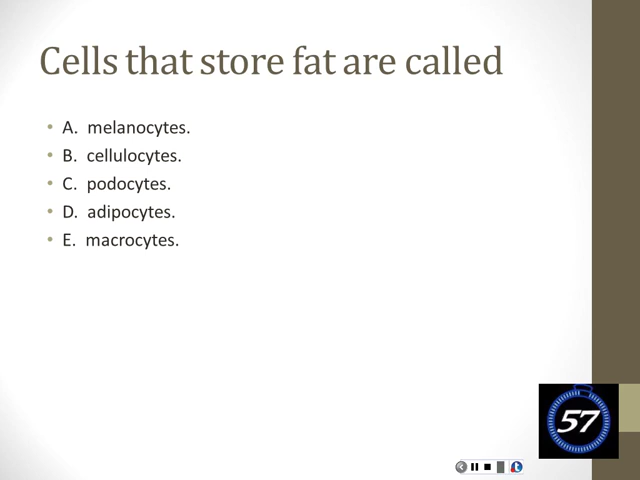 Cells that store fat are called
• A. melanocytes.
• B. cellulocytes.
• C. podocytes.
• D. adipocytes.
• E. macrocytes.
57